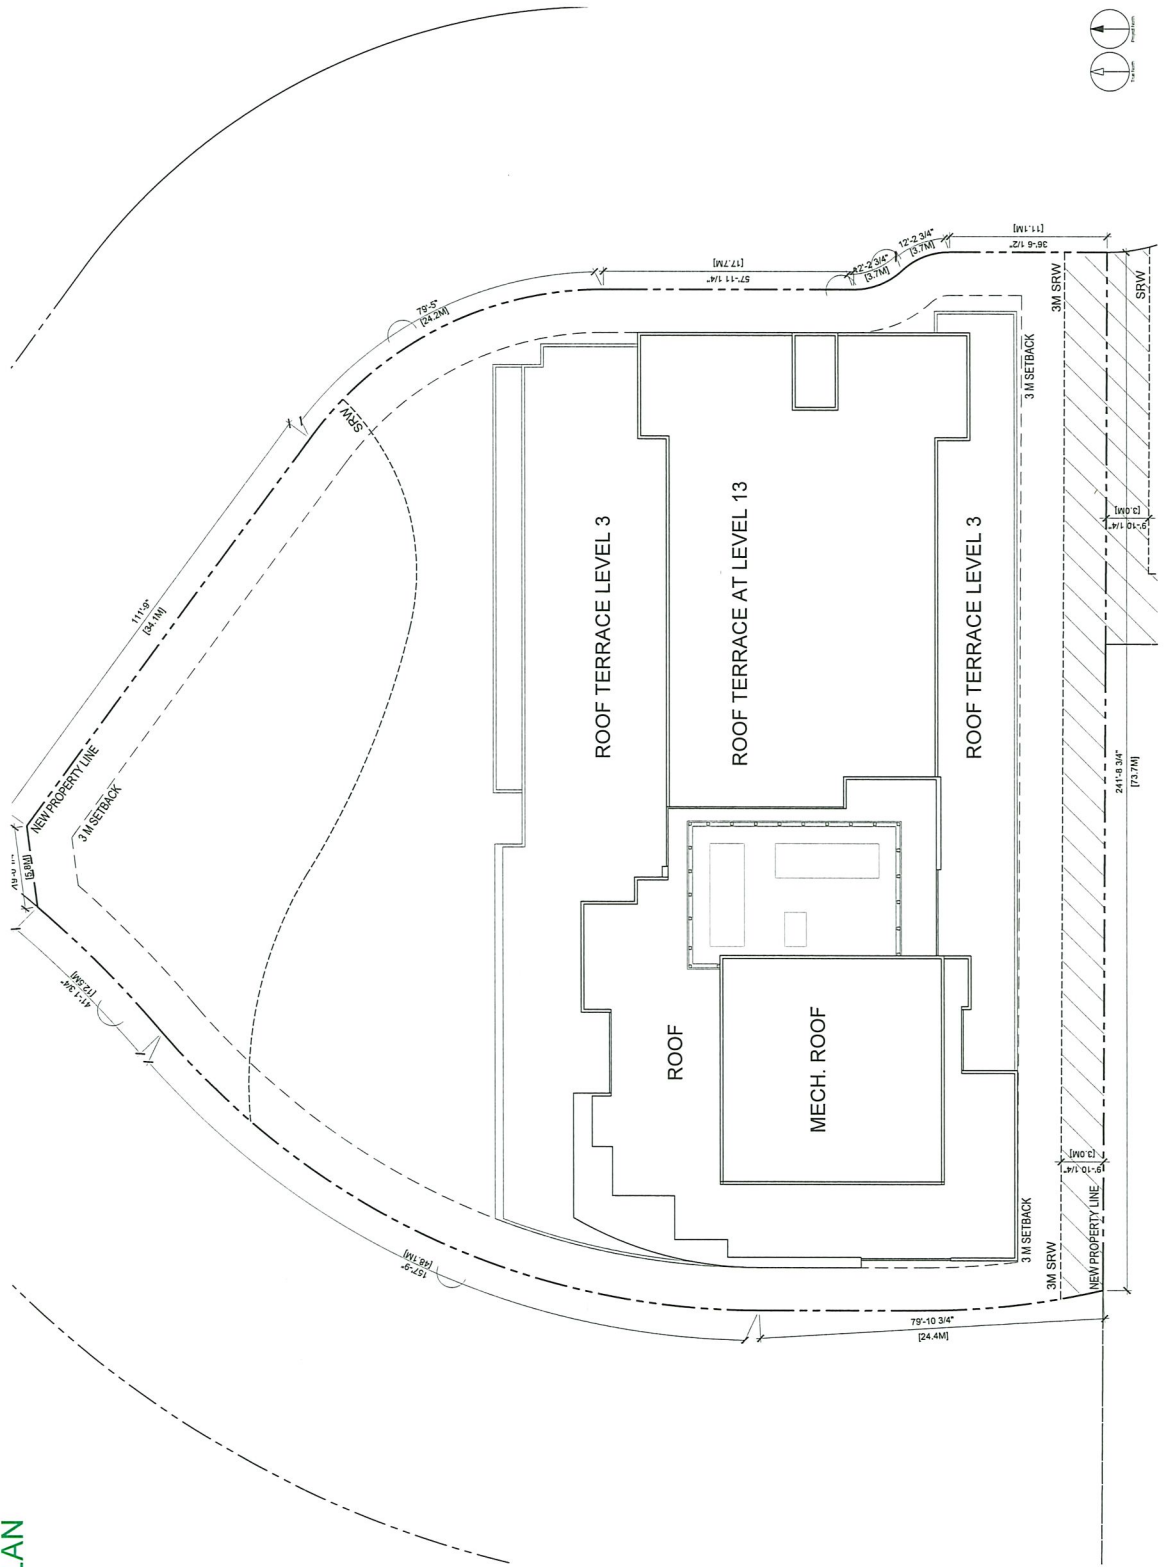 LAN
True North
Project North
NEW PROPERTY LINE
3 M SETBACK
[5.8M]
41'-1 3/4"
[12.5M]
111'-9"
[34.1M]
79'-5"
[24.2M]
SRW
157'-9"
[48.1M]
57'-11 1/4"
[17.7M]
12'-2 3/4"
[3.7M]
12'-2 3/4"
[3.7M]
36'-6 1/2"
[11.1M]
ROOF TERRACE LEVEL 3
ROOF TERRACE AT LEVEL 13
ROOF
MECH. ROOF
ROOF TERRACE LEVEL 3
3 M SETBACK
3 M SETBACK
3M SRW
3M SRW
79'-10 3/4"
[24.4M]
9'-10 1/4"
[3.0M]
NEW PROPERTY LINE
9'-10 1/4"
[3.0M]
SRW
241'-8 3/4"
[73.7M]